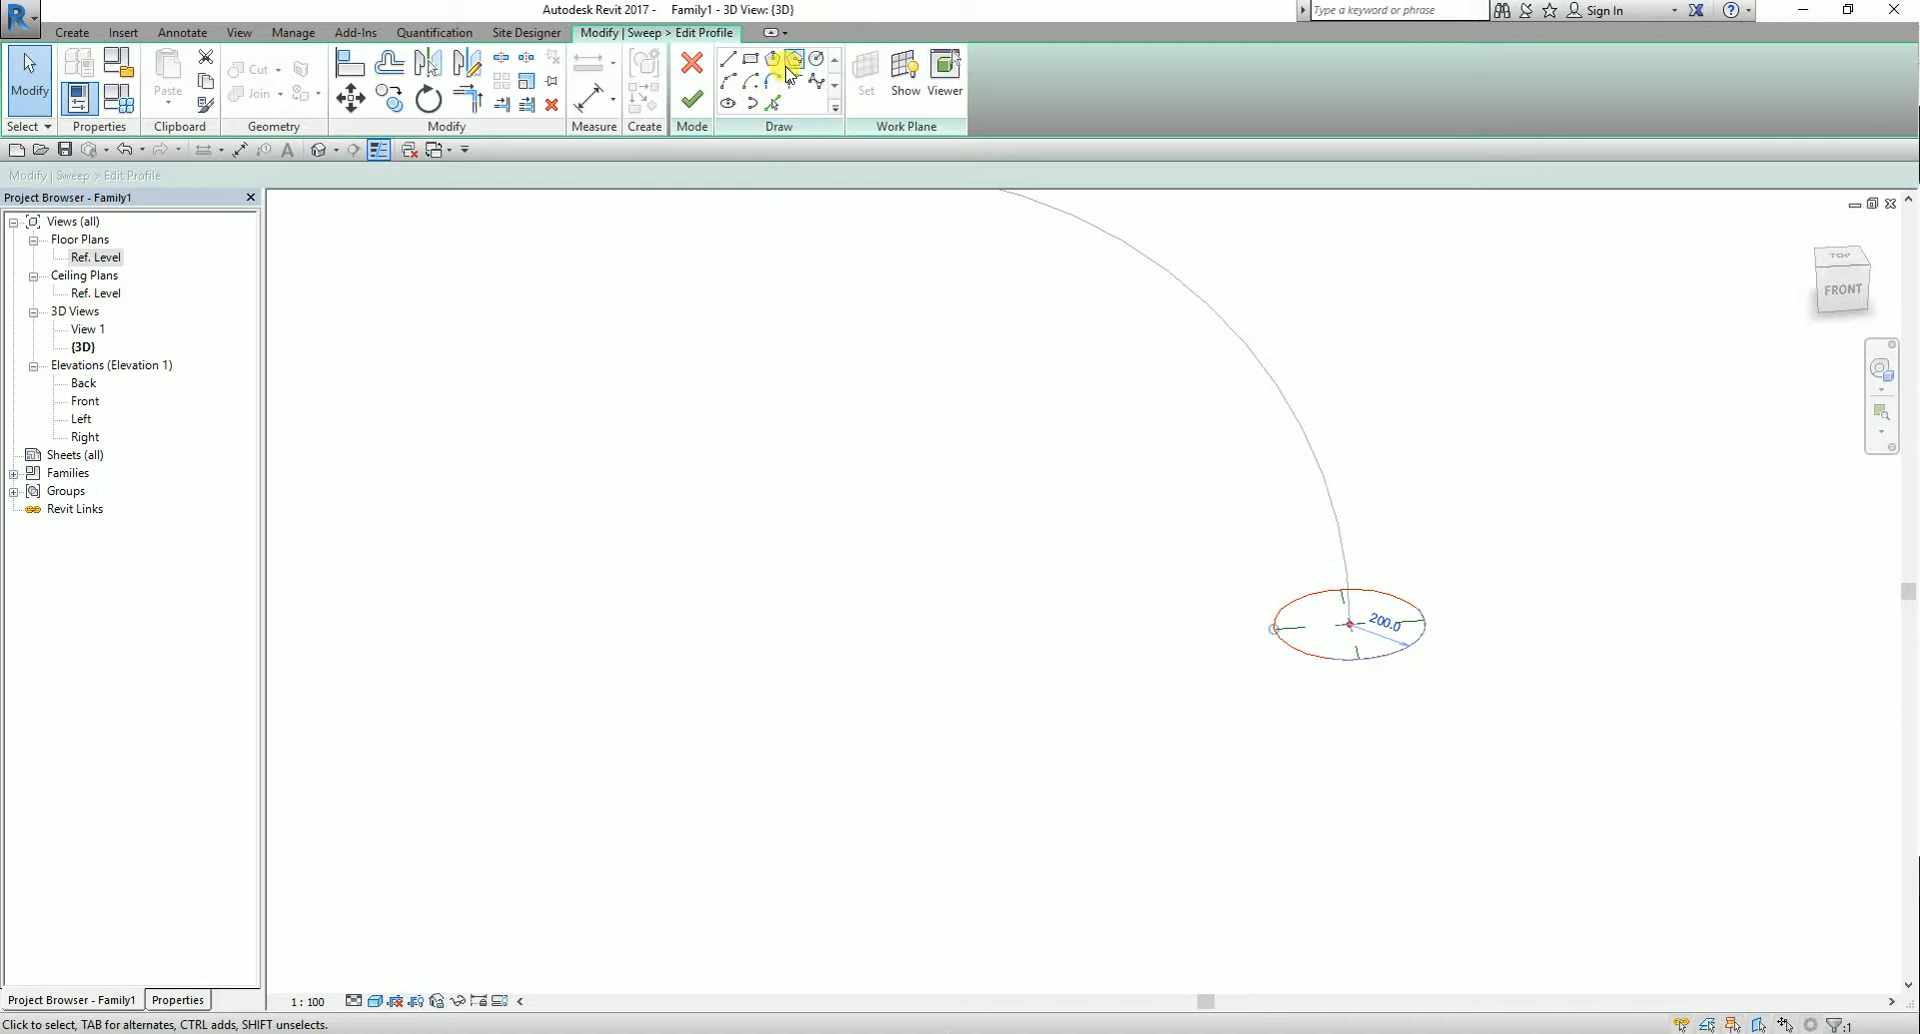 Autodesk Revit 2017 - Family1 - 3D View: {3D}
Type a keyword or phrase
Sign In
Create Insert Annotate View Manage Add-Ins Quantification Site Designer Modify | Sweep > Edit Profile
Modify
Paste
Cut
Join
Set
Show
Viewer
Select Properties Clipboard Geometry Modify Measure Create Mode Draw Work Plane
Modify | Sweep > Edit Profile
Project Browser - Family1
Views (all)
Floor Plans
Ref. Level
Ceiling Plans
Ref. Level
3D Views
View 1
{3D}
Elevations (Elevation 1)
Back
Front
Left
Right
Sheets (all)
Families
Groups
Revit Links
TOP
FRONT
200.0
Project Browser - Family1 Properties
1 : 100
Click to select, TAB for alternates, CTRL adds, SHIFT unselects.
:1